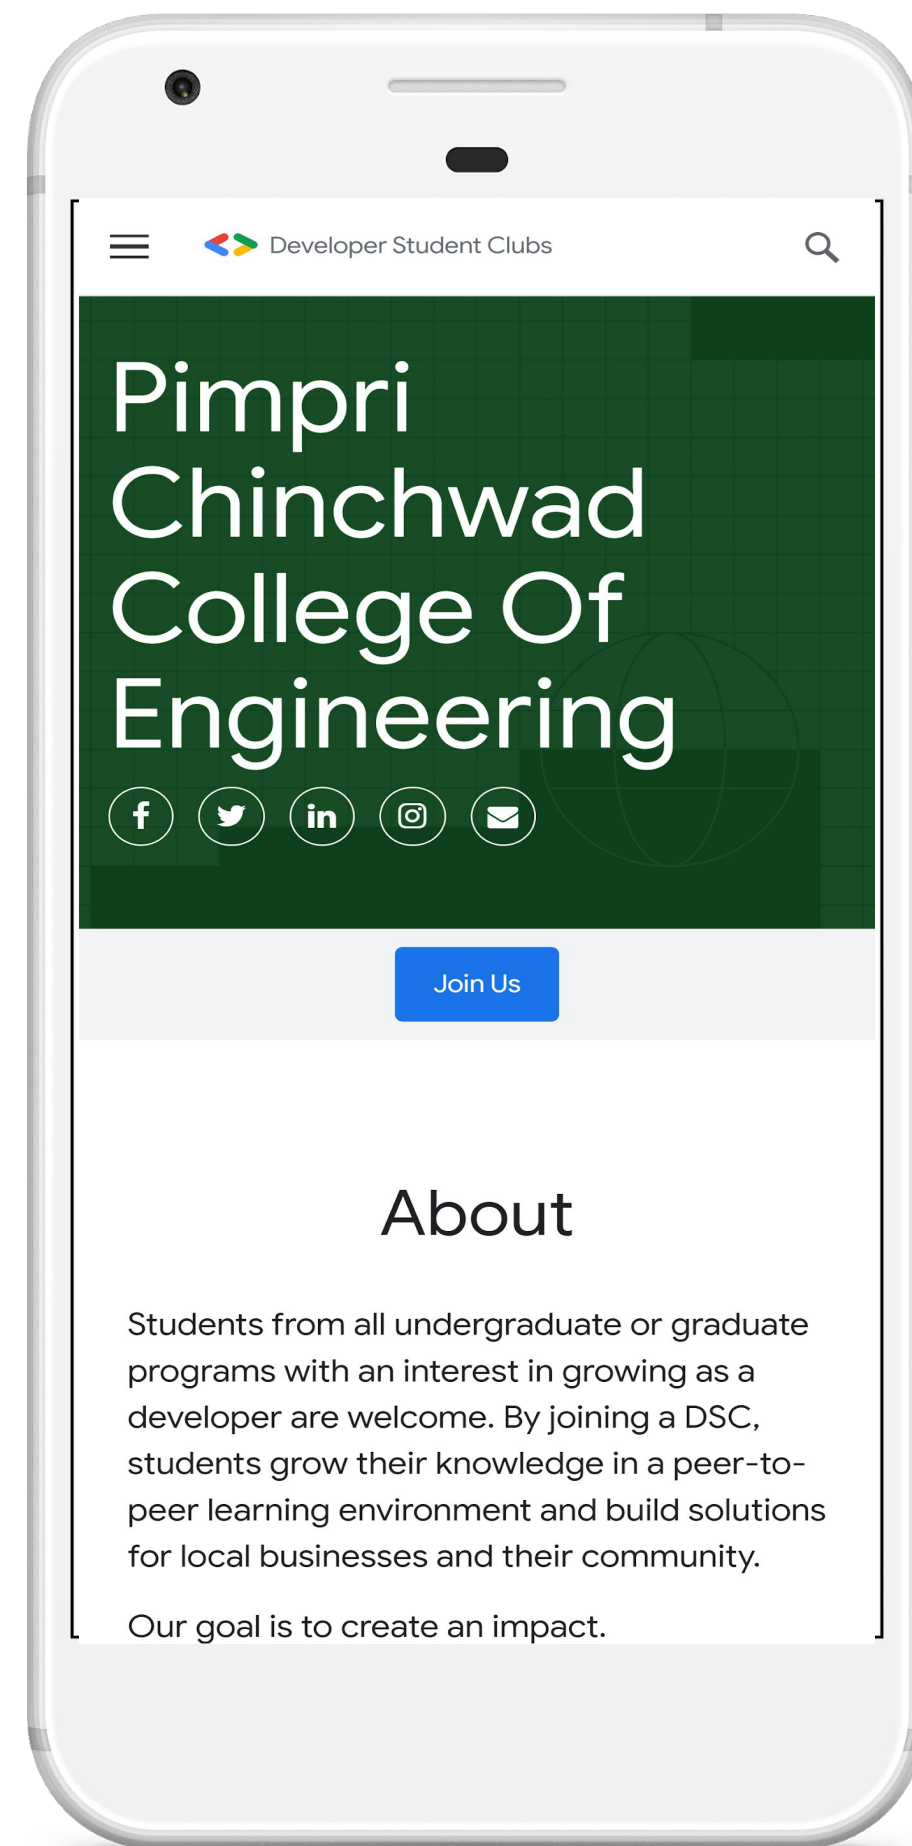 Developer Student Clubs
Pimpri
Chinchwad
College Of
Engineering
Join Us
About
Students from all undergraduate or graduate
programs with an interest in growing as a
developer are welcome. By joining a DSC,
students grow their knowledge in a peer-to-
peer learning environment and build solutions
for local businesses and their community.
Our goal is to create an impact.